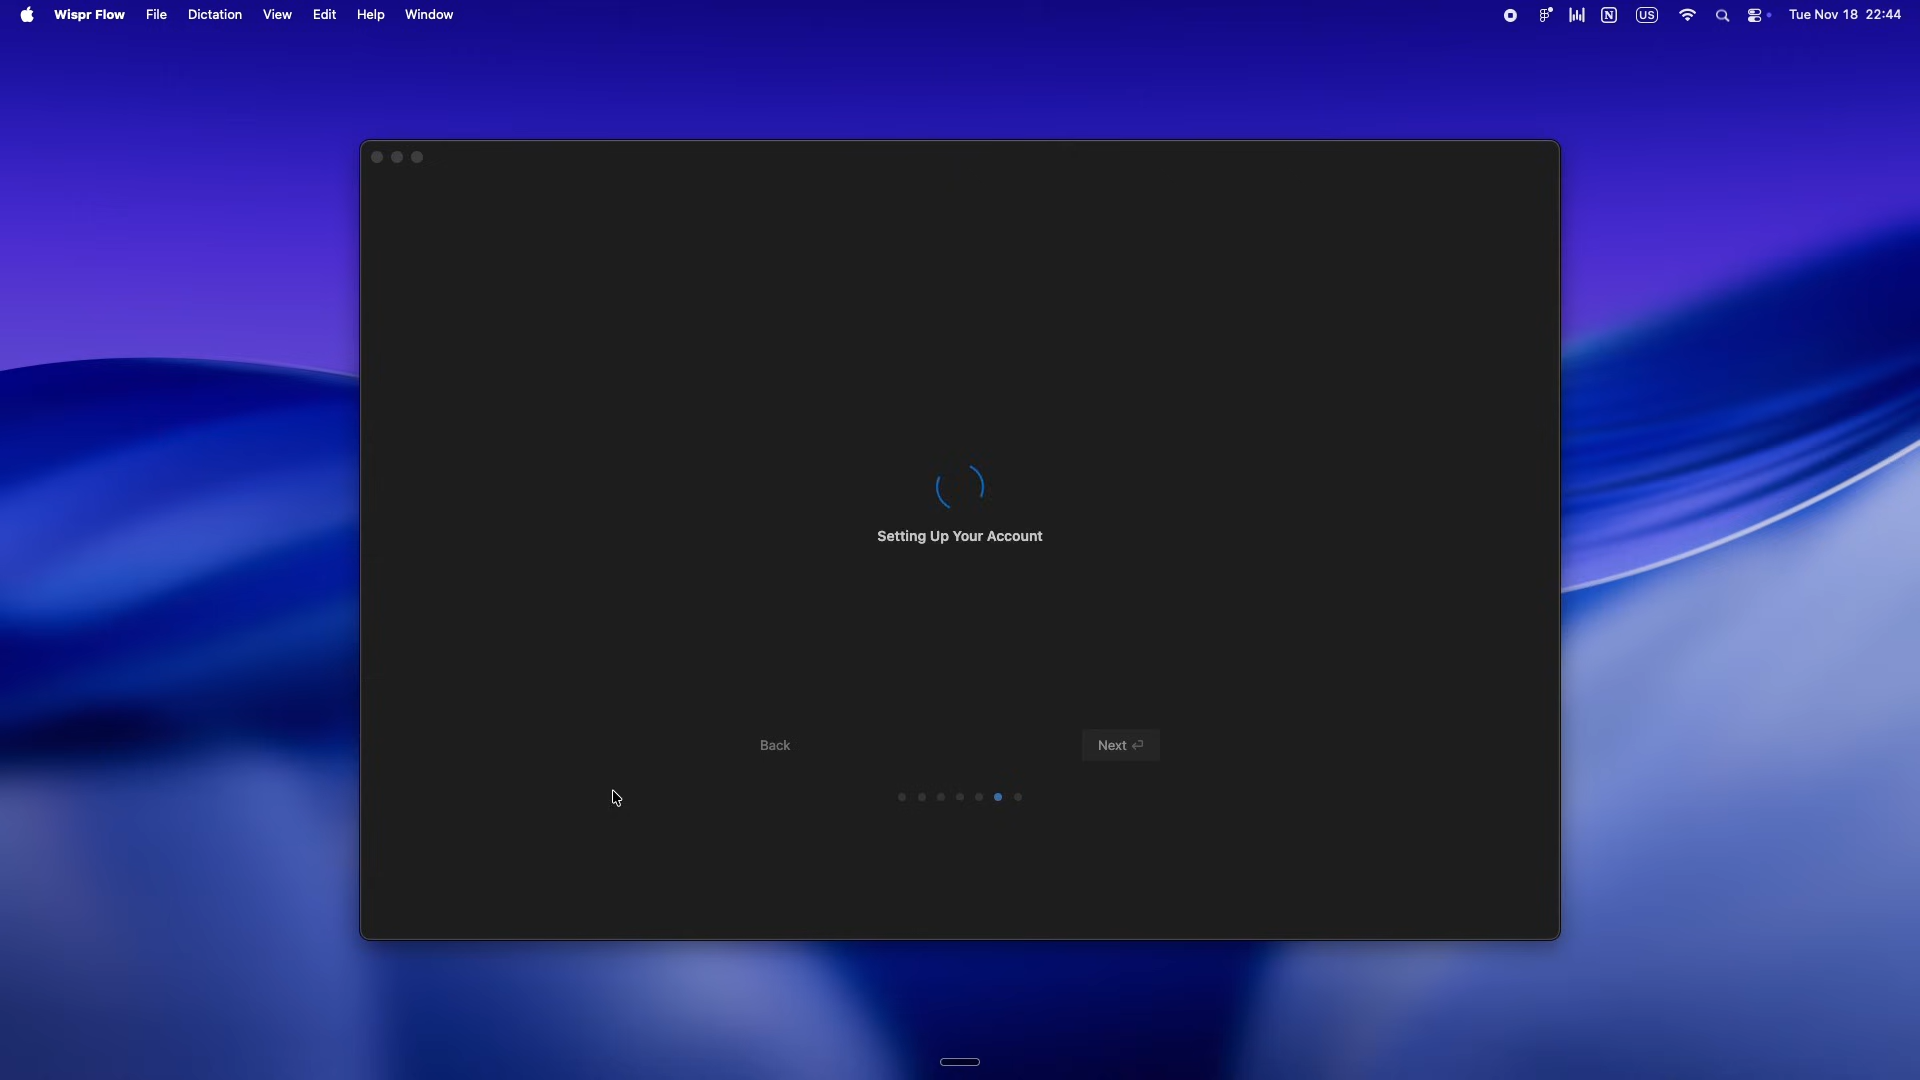 Wispr Flow File Dictation View Edit Help Window N US Tue Nov 18 22:44
Setting Up Your Account
Back Next ⏎